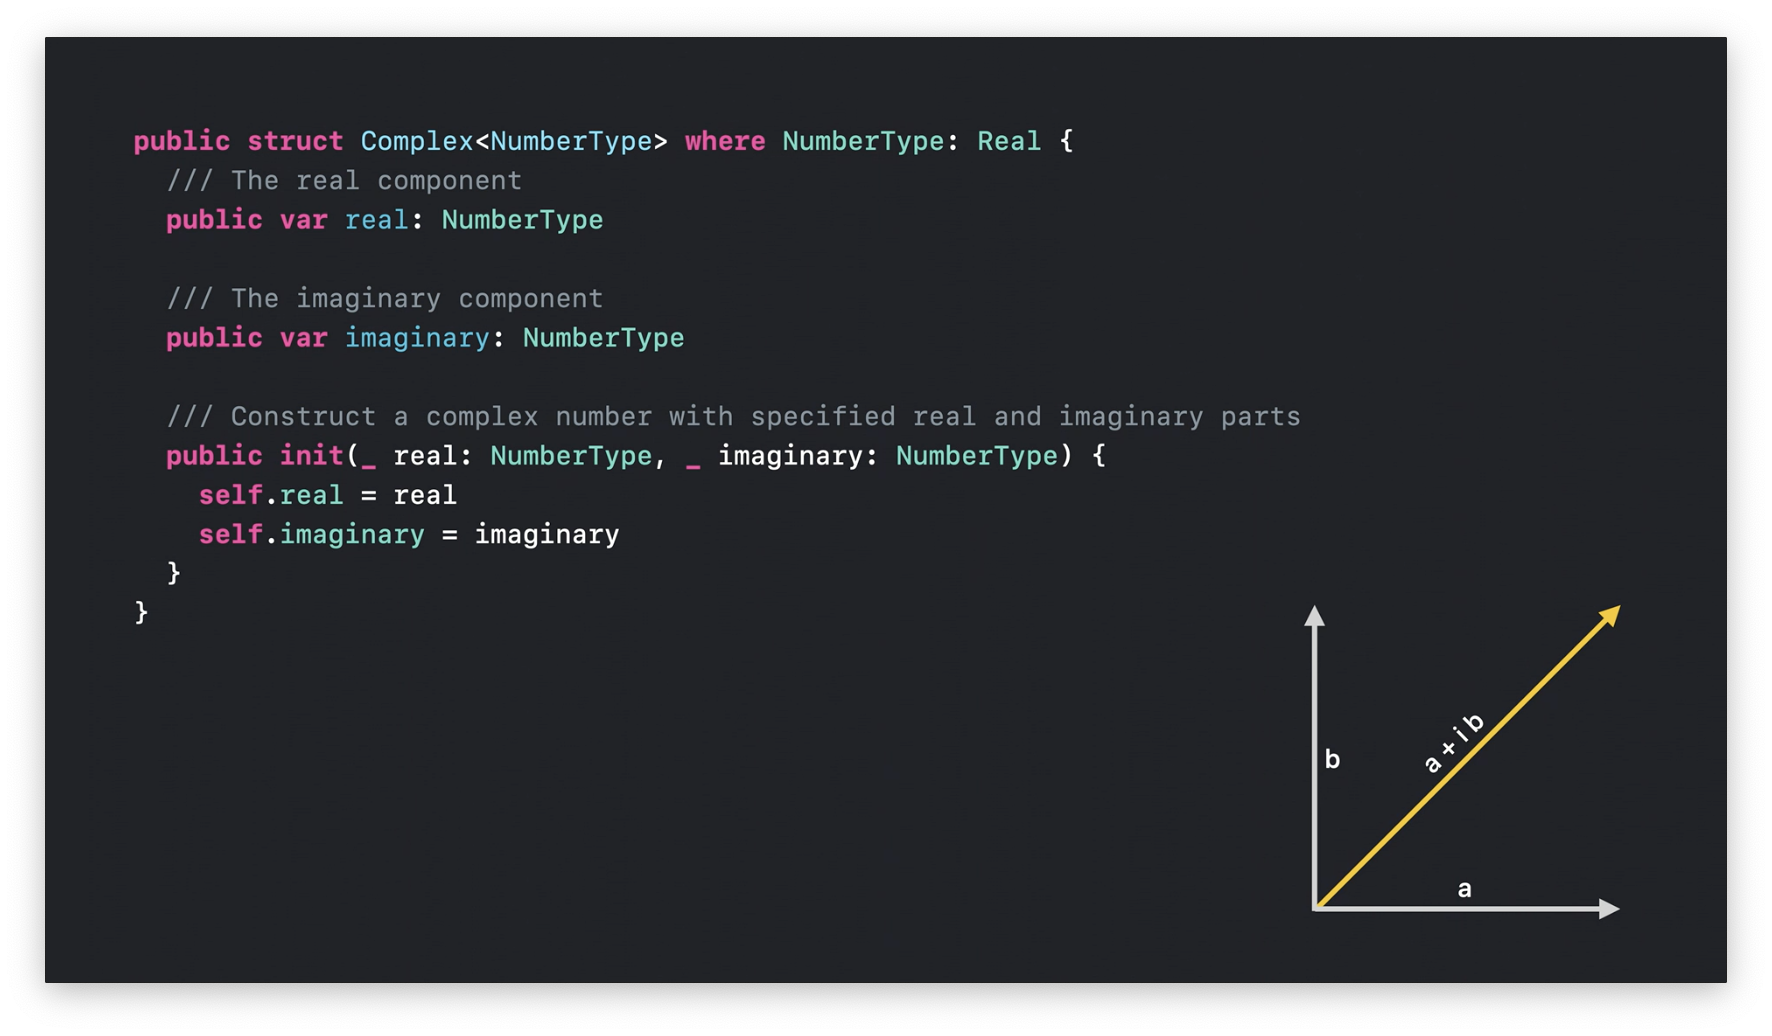 public struct Complex<NumberType> where NumberType: Real {
/// The real component
public var real: NumberType
/// The imaginary component
public var imaginary: NumberType
/// Construct a complex number with specified real and imaginary parts
public init(_ real: NumberType, _ imaginary: NumberType) {
self.real = real
self.imaginary = imaginary
}
}
b
a + i b
a